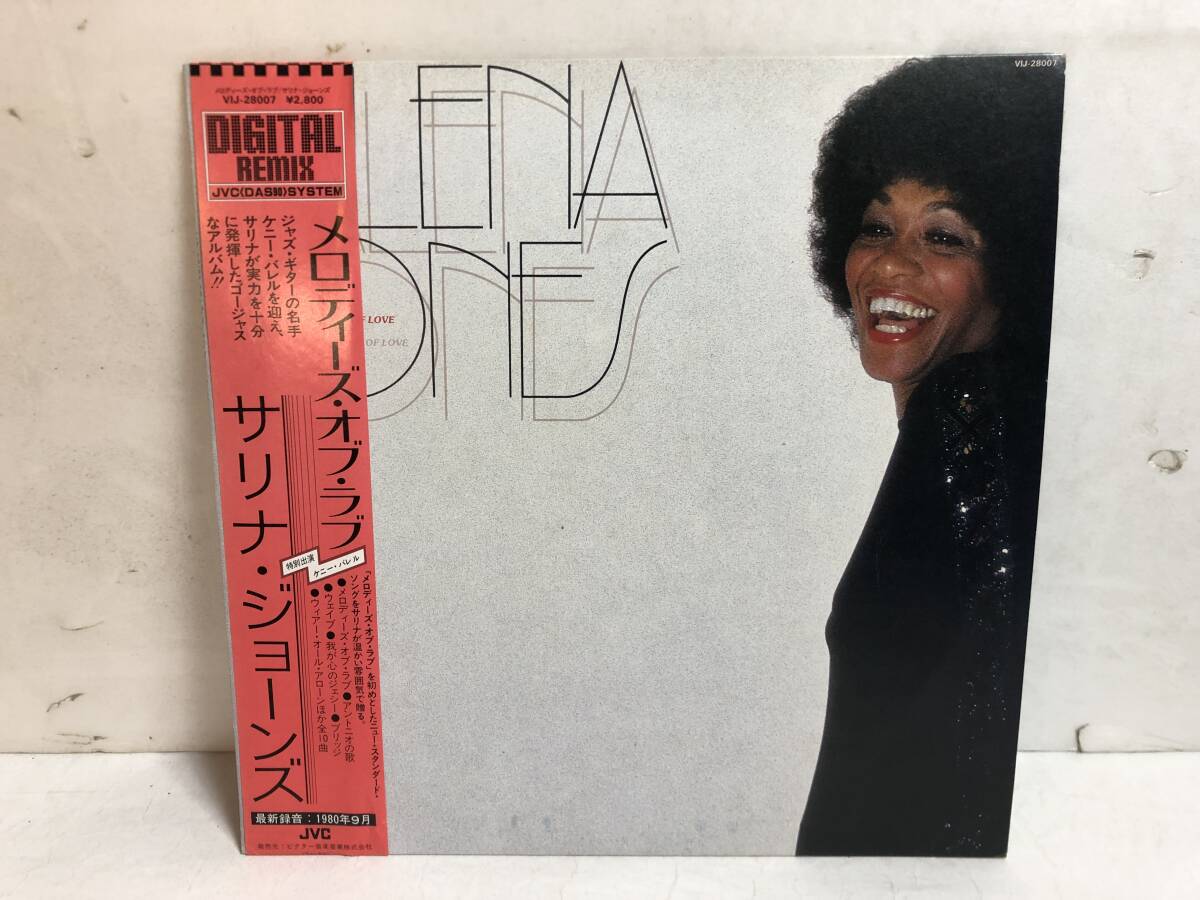 メロディーズ・オブ・ラブ/サリナ・ジョーンズ
VIJ-28007 ¥2,800
DIGITAL
REMIX
JVC〈DAS90〉SYSTEM
メロディーズ・オブ・ラブ
ジャズ・ギターの名手
ケニー・バレルを迎え、
サリナが実力を十分
に発揮したゴージャス
なアルバム!!
サリナ・ジョーンズ
特別出演
ケニー・バレル
「メロディーズ・オブ・ラブ」を初めとしたニュー・スタンダード・
ソングをサリナが温かい雰囲気で贈る。
●メロディーズ・オブ・ラブ●アントニオの歌
●ウェイブ●我が心のジェシー●ブリッジ
●ウィアー・オール・アローンほか全10曲
最新録音:1980年9月
JVC
発売元:ビクター音楽産業株式会社
LENA
ONES
F LOVE
OF LOVE
VIJ-28007